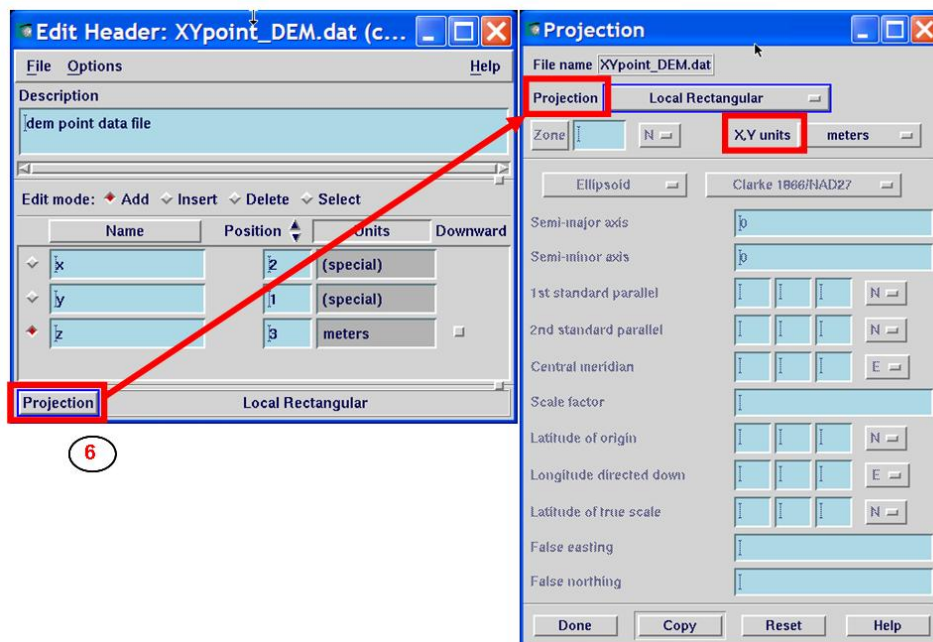 Edit Header: XYpoint_DEM.dat (c...
File Options Help
Description
dem point data file
Edit mode: Add Insert Delete Select
Name Position Units Downward
x 2 (special)
y 1 (special)
z 3 meters
Projection Local Rectangular
6
Projection
File name XYpoint_DEM.dat
Projection Local Rectangular
Zone N X,Y units meters
Ellipsoid Clarke 1866/NAD27
Semi-major axis 0
Semi-minor axis 0
1st standard parallel N
2nd standard parallel N
Central meridian E
Scale factor
Latitude of origin N
Longitude directed down E
Latitude of true scale N
False easting
False northing
Done Copy Reset Help